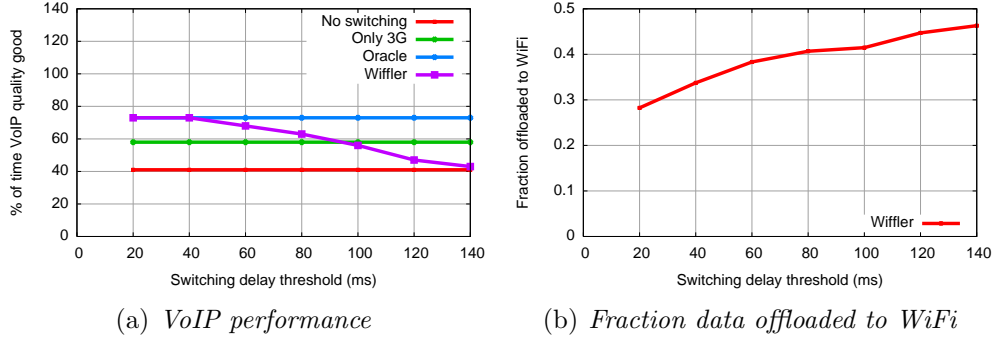 % of time VoIP quality good
140
120
100
80
60
40
20
0
0 20 40 60 80 100 120 140
Switching delay threshold (ms)
No switching
Only 3G
Oracle
Wiffler
(a) VoIP performance
Fraction offloaded to WiFi
0.5
0.4
0.3
0.2
0.1
0
0 20 40 60 80 100 120 140
Switching delay threshold (ms)
Wiffler
(b) Fraction data offloaded to WiFi